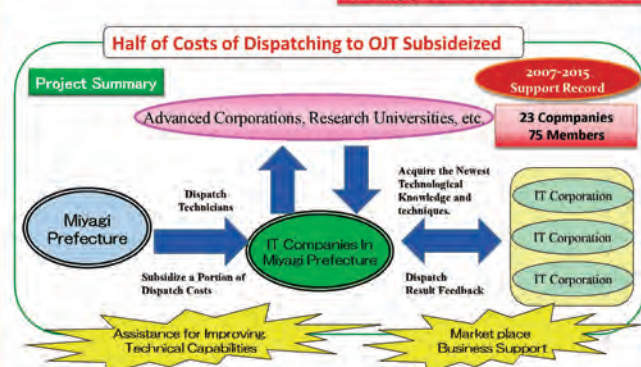 Half of Costs of Dispatching to OJT Subsideized
Project Summary
2007-2015
Support Record
23 Copmpanies
75 Members
Advanced Corporations, Research Universities, etc.
Dispatch
Technicians
Acquire the Newest
Technological
Knowledge and
techniques.
Miyagi
Prefecture
IT Companies In
Miyagi Prefecture
IT Corporation
IT Corporation
IT Corporation
Subsidize a Portion of
Dispatch Costs
Dispatch
Result Feedback
Assistance for Improving
Technical Capabilities
Market place
Business Support